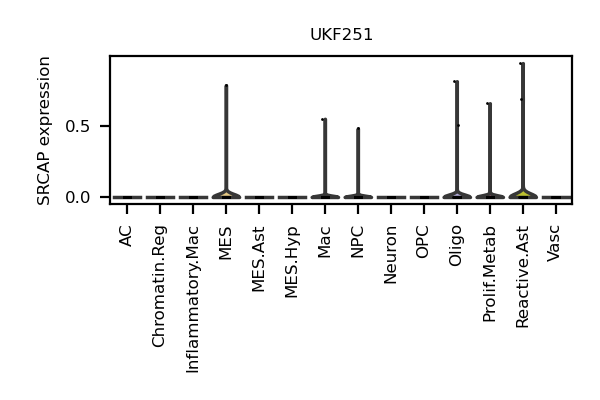 UKF251
SRCAP expression
0.5
0.0
AC
Chromatin.Reg
Inflammatory.Mac
MES
MES.Ast
MES.Hyp
Mac
NPC
Neuron
OPC
Oligo
Prolif.Metab
Reactive.Ast
Vasc